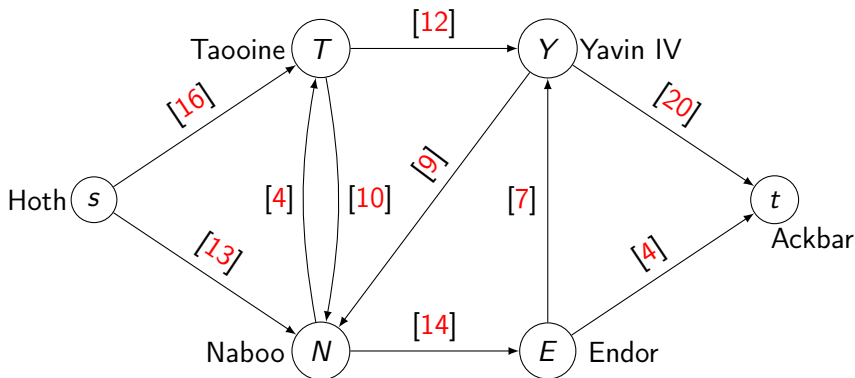 [12]
Taooine T Y Yavin IV
[16] [20]
[9]
Hoth s [4] [10] [7] t
Ackbar
[13] [4]
[14]
Naboo N E Endor